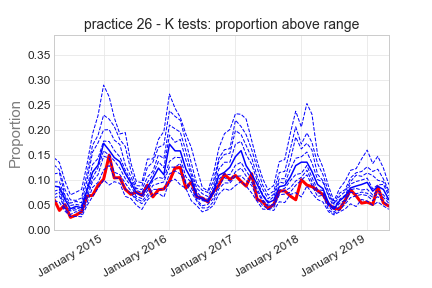 practice 26 - K tests: proportion above range
Proportion
0.35
0.30
0.25
0.20
0.15
0.10
0.05
0.00
January 2015
January 2016
January 2017
January 2018
January 2019